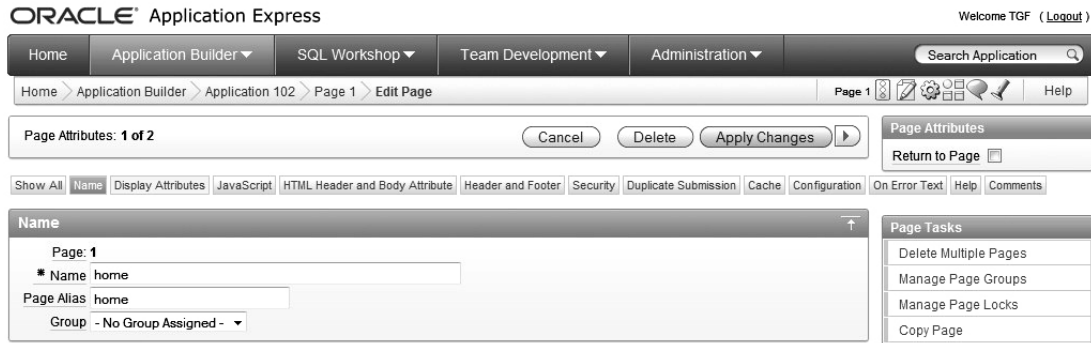 ORACLE Application Express Welcome TGF ( Logout )
Home Application Builder SQL Workshop Team Development Administration Search Application
Home Application Builder Application 102 Page 1 Edit Page Page 1 Help
Page Attributes: 1 of 2 Cancel Delete Apply Changes
Page Attributes
Return to Page
Show All Name Display Attributes JavaScript HTML Header and Body Attribute Header and Footer Security Duplicate Submission Cache Configuration On Error Text Help Comments
Name
Page: 1
* Name home
Page Alias home
Group - No Group Assigned -
Page Tasks
Delete Multiple Pages
Manage Page Groups
Manage Page Locks
Copy Page